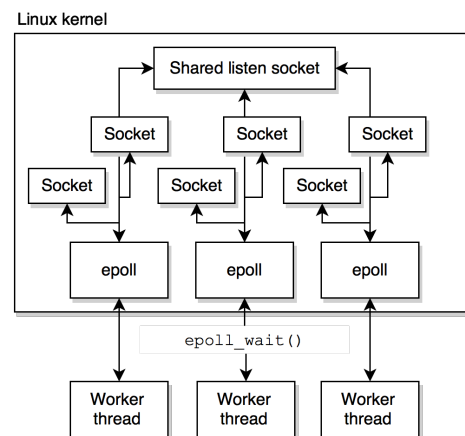 Linux kernel
Shared listen socket
Socket Socket Socket
Socket Socket Socket
epoll epoll epoll
epoll_wait()
Worker Worker Worker
thread thread thread